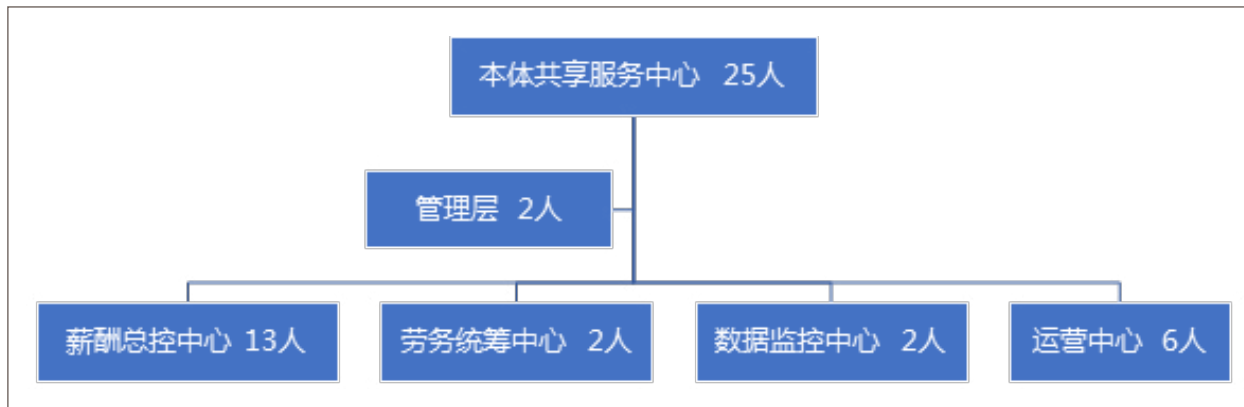 本体共享服务中心 25人
管理层 2人
薪酬总控中心 13人
劳务统筹中心 2人
数据监控中心 2人
运营中心 6人